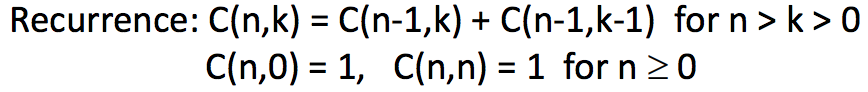 Recurrence: C(n,k) = C(n-1,k) + C(n-1,k-1) for n > k > 0
C(n,0) = 1, C(n,n) = 1 for n ≥ 0